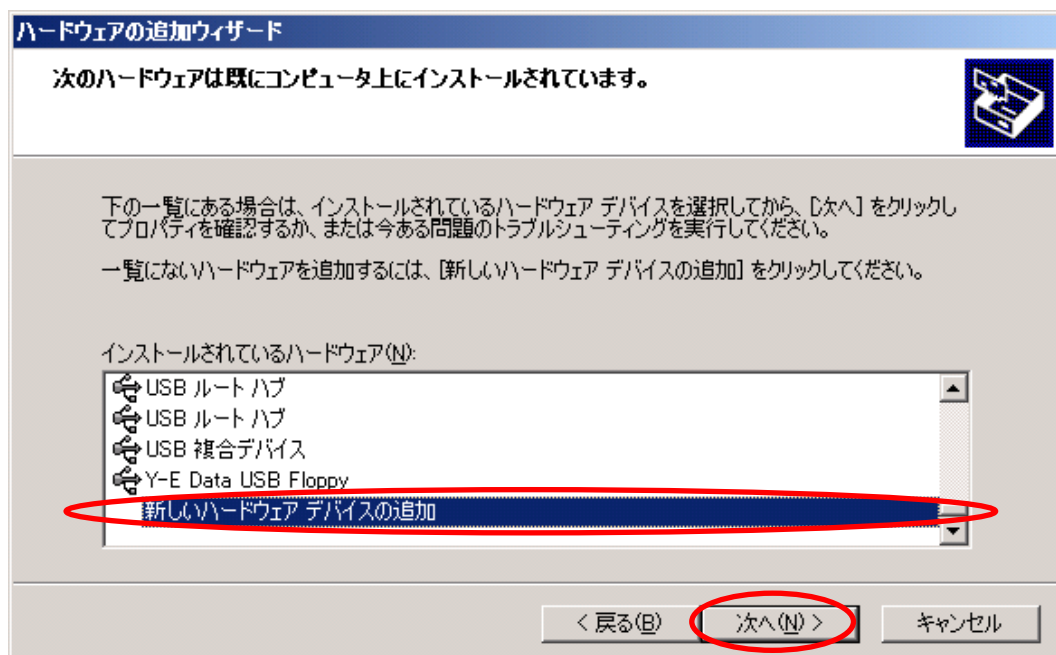 ハードウェアの追加ウィザード
次のハードウェアは既にコンピュータ上にインストールされています。
下の一覧にある場合は、インストールされているハードウェア デバイスを選択してから、[次へ] をクリックし
てプロパティを確認するか、または今ある問題のトラブルシューティングを実行してください。
一覧にないハードウェアを追加するには、[新しいハードウェア デバイスの追加] をクリックしてください。
インストールされているハードウェア(N):
USB ルート ハブ
USB ルート ハブ
USB 複合デバイス
Y-E Data USB Floppy
新しいハードウェア デバイスの追加
< 戻る(B)
次へ(N) >
キャンセル